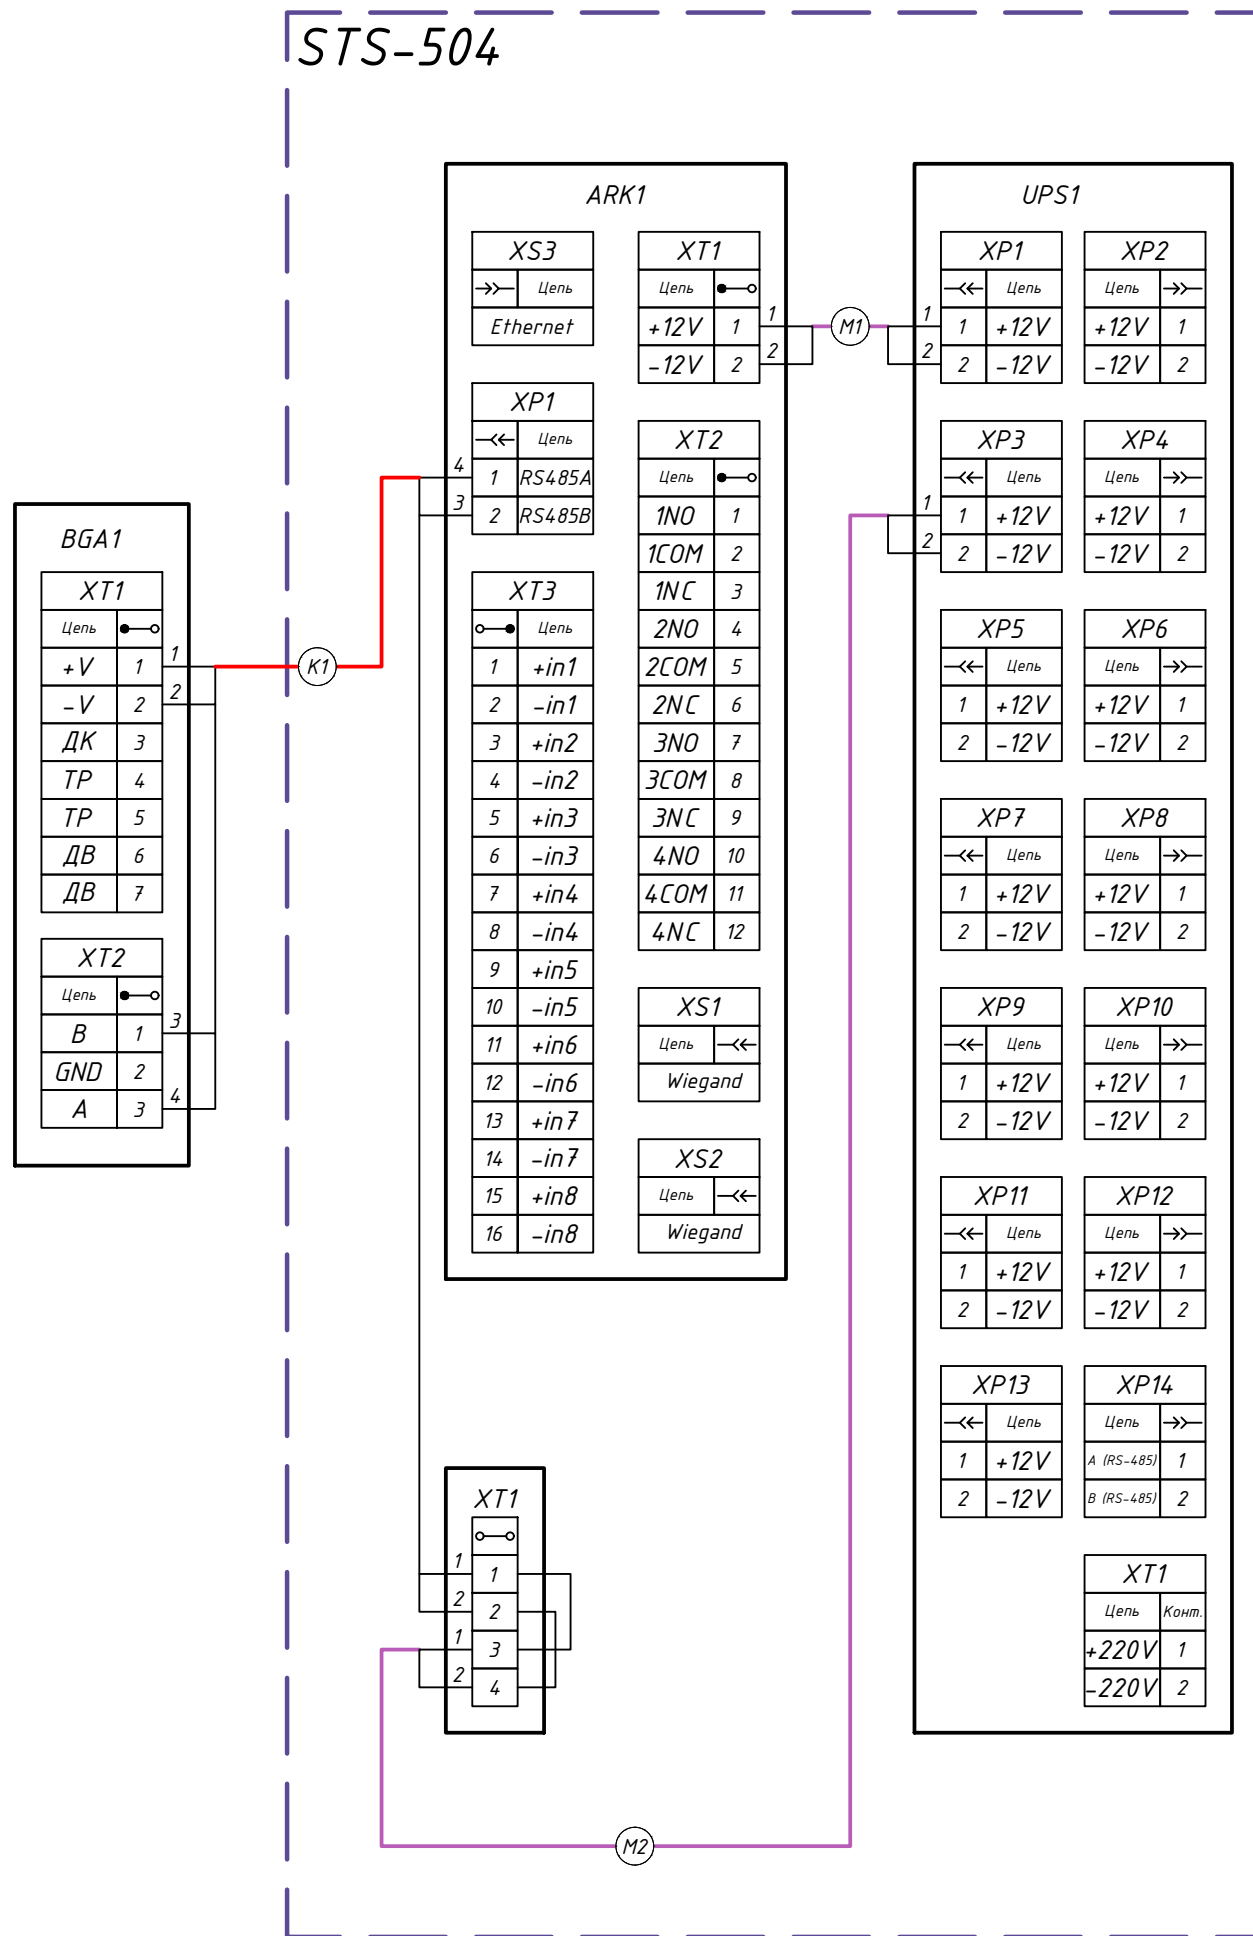 STS-504
BGA1
XT1
Цепь
+V 1 1
-V 2 2
ДК 3
ТР 4
ТР 5
ДВ 6
ДВ 7
XT2
Цепь
B 1 3
GND 2
A 3 4
K1
ARK1
XS3
Цепь
Ethernet
XP1
Цепь
4 1 RS485A
3 2 RS485B
XT3
Цепь
1 +in1
2 -in1
3 +in2
4 -in2
5 +in3
6 -in3
7 +in4
8 -in4
9 +in5
10 -in5
11 +in6
12 -in6
13 +in7
14 -in7
15 +in8
16 -in8
XT1
Цепь
+12V 1 1
-12V 2 2
XT2
Цепь
1NO 1
1COM 2
1NC 3
2NO 4
2COM 5
2NC 6
3NO 7
3COM 8
3NC 9
4NO 10
4COM 11
4NC 12
XS1
Цепь
Wiegand
XS2
Цепь
Wiegand
M1
XT1
1 1
2 2
1 3
2 4
M2
UPS1
XP1
Цепь
1 1 +12V
2 2 -12V
XP2
Цепь
+12V 1
-12V 2
XP3
Цепь
1 1 +12V
2 2 -12V
XP4
Цепь
+12V 1
-12V 2
XP5
Цепь
1 +12V
2 -12V
XP6
Цепь
+12V 1
-12V 2
XP7
Цепь
1 +12V
2 -12V
XP8
Цепь
+12V 1
-12V 2
XP9
Цепь
1 +12V
2 -12V
XP10
Цепь
+12V 1
-12V 2
XP11
Цепь
1 +12V
2 -12V
XP12
Цепь
+12V 1
-12V 2
XP13
Цепь
1 +12V
2 -12V
XP14
Цепь
A (RS-485) 1
B (RS-485) 2
XT1
Цепь Конт.
+220V 1
-220V 2